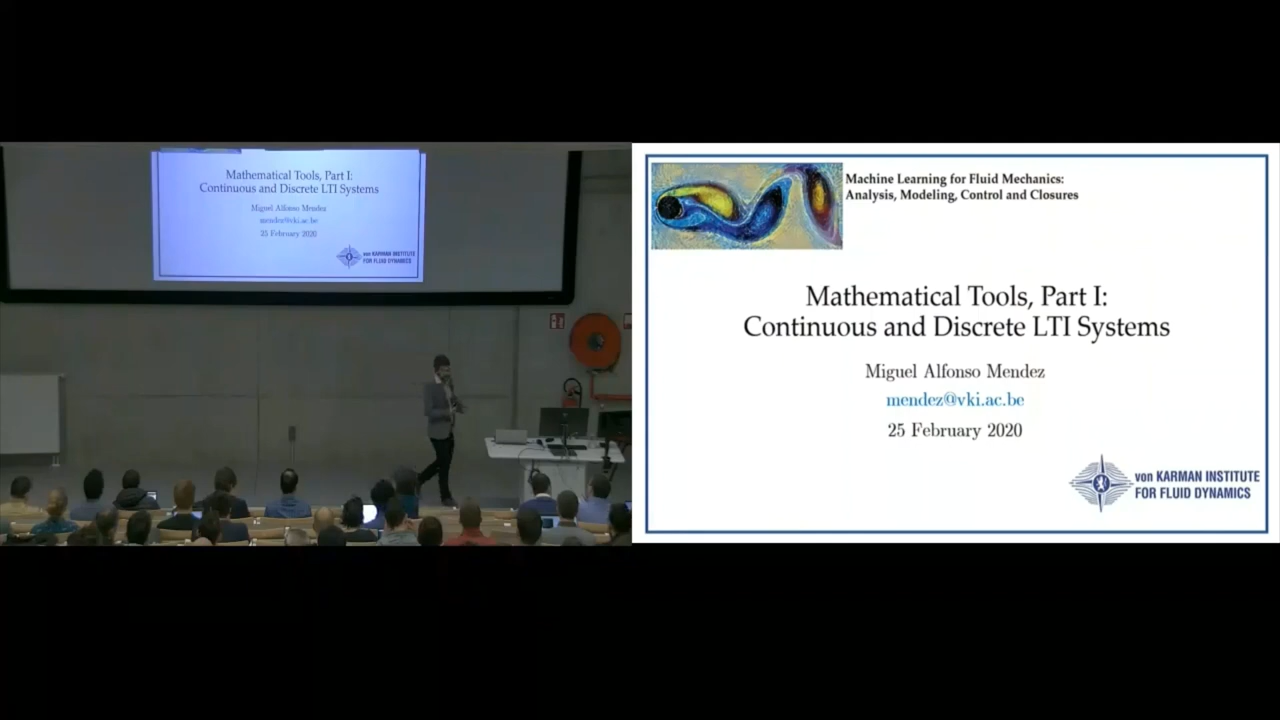 Mathematical Tools, Part I:
Continuous and Discrete LTI Systems
Miguel Alfonso Mendez
mendez@vki.ac.be
25 February 2020
von KARMAN INSTITUTE
FOR FLUID DYNAMICS
Machine Learning for Fluid Mechanics:
Analysis, Modeling, Control and Closures
Mathematical Tools, Part I:
Continuous and Discrete LTI Systems
Miguel Alfonso Mendez
mendez@vki.ac.be
25 February 2020
von KARMAN INSTITUTE
FOR FLUID DYNAMICS